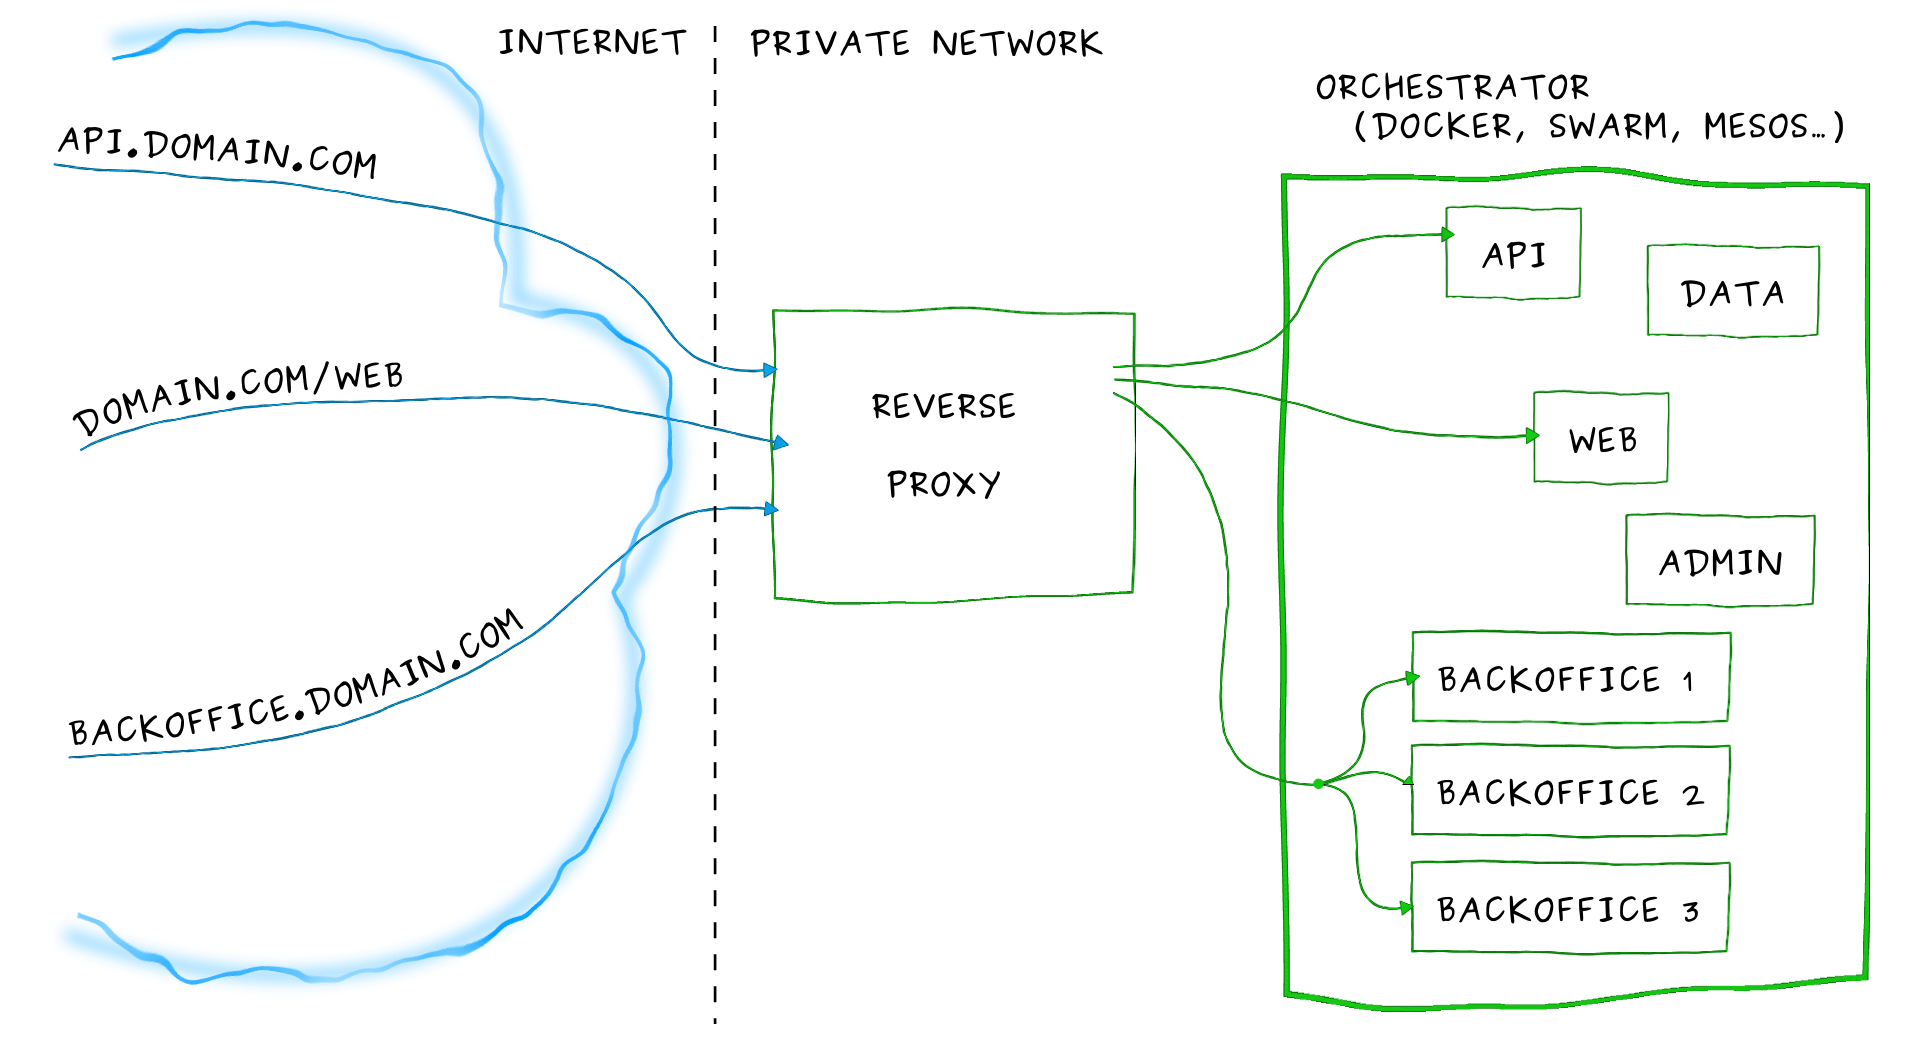 INTERNET
PRIVATE NETWORK
ORCHESTRATOR
(DOCKER, SWARM, MESOS...)
API.DOMAIN.COM
DOMAIN.COM/WEB
BACKOFFICE.DOMAIN.COM
REVERSE
PROXY
API
DATA
WEB
ADMIN
BACKOFFICE 1
BACKOFFICE 2
BACKOFFICE 3